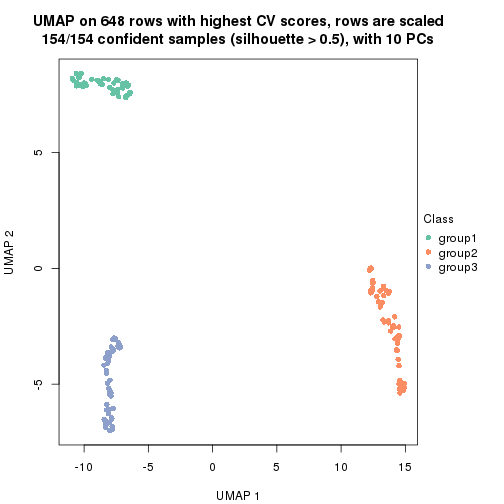 UMAP on 648 rows with highest CV scores, rows are scaled
154/154 confident samples (silhouette > 0.5), with 10 PCs
UMAP 2
5
0
-5
-10
-5
0
5
10
15
UMAP 1
Class
group1
group2
group3